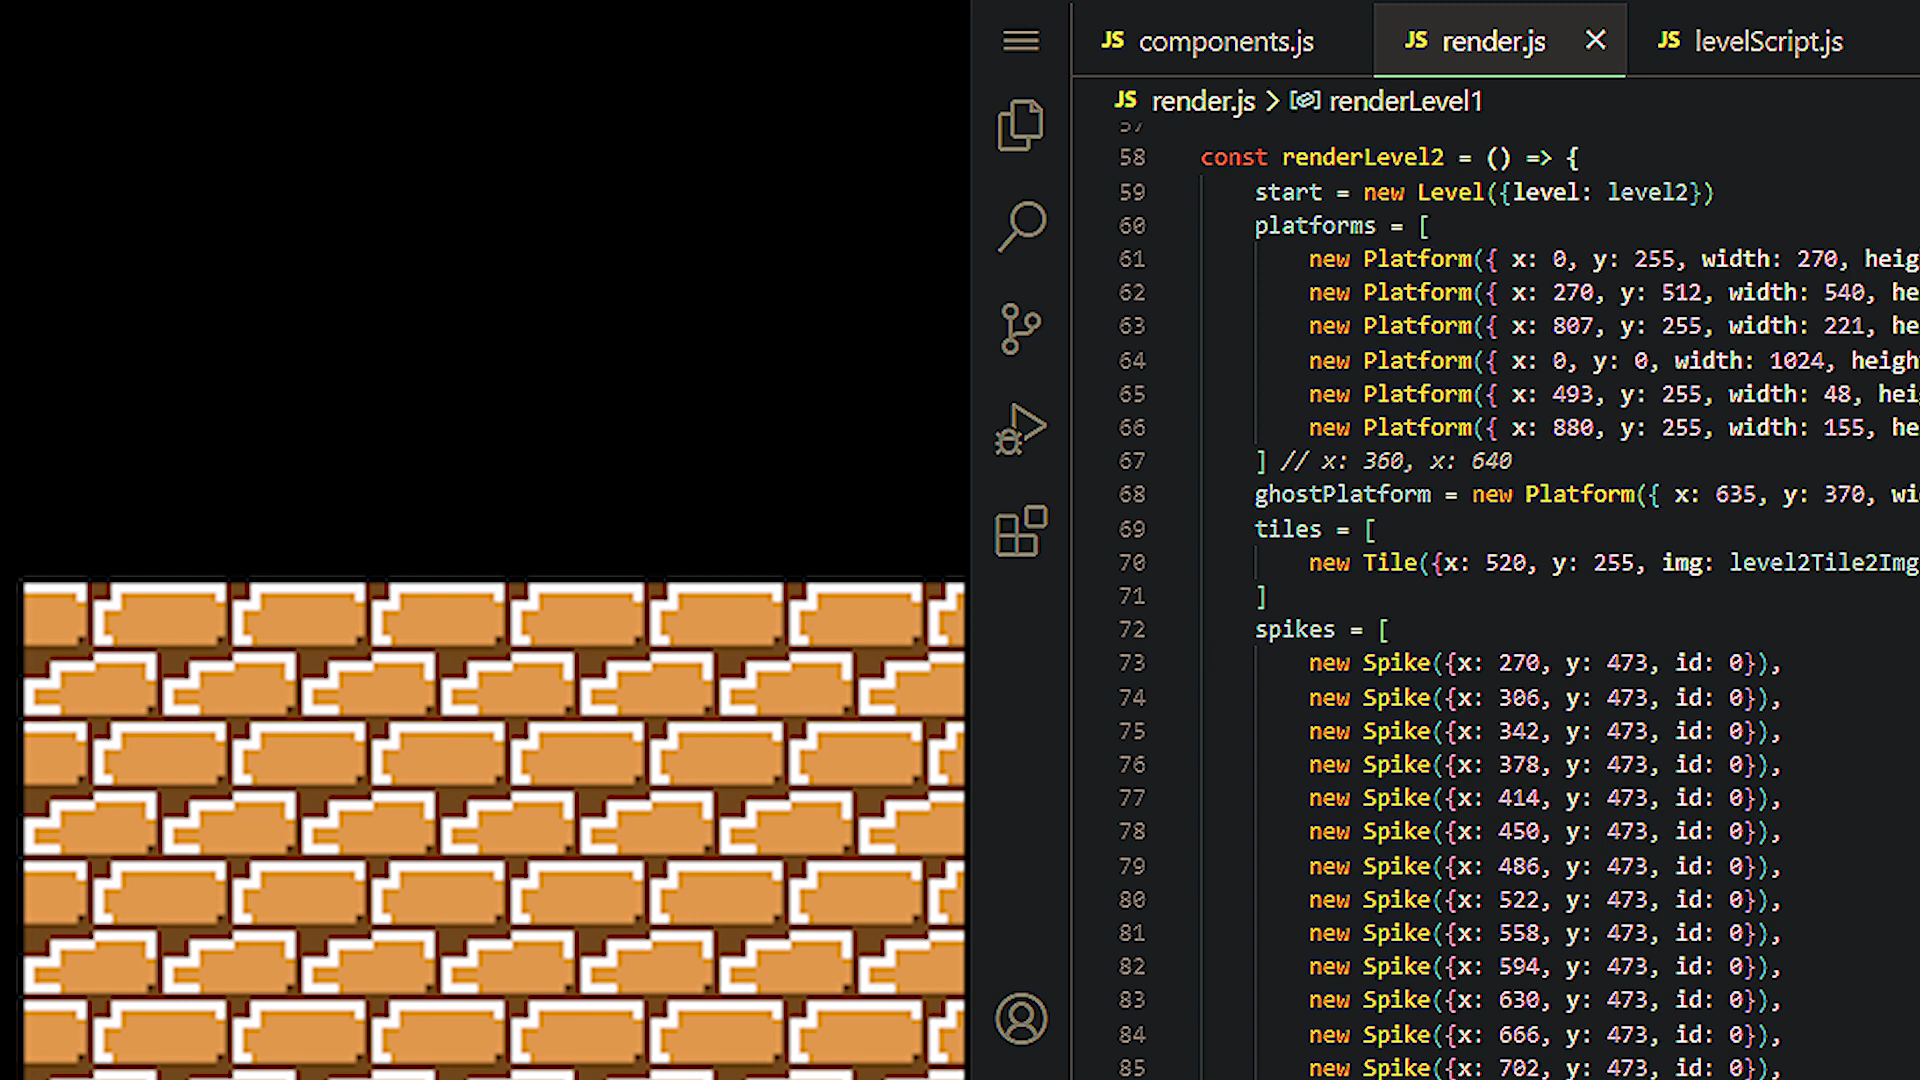 JS components.js
JS render.js
JS levelScript.js
JS render.js > renderLevel1
57
58 const renderLevel2 = () => {
59 start = new Level({level: level2})
60 platforms = [
61 new Platform({ x: 0, y: 255, width: 270, heig
62 new Platform({ x: 270, y: 512, width: 540, he
63 new Platform({ x: 807, y: 255, width: 221, he
64 new Platform({ x: 0, y: 0, width: 1024, heigh
65 new Platform({ x: 493, y: 255, width: 48, hei
66 new Platform({ x: 880, y: 255, width: 155, he
67 ] // x: 360, x: 640
68 ghostPlatform = new Platform({ x: 635, y: 370, wi
69 tiles = [
70 new Tile({x: 520, y: 255, img: level2Tile2Img
71 ]
72 spikes = [
73 new Spike({x: 270, y: 473, id: 0}),
74 new Spike({x: 306, y: 473, id: 0}),
75 new Spike({x: 342, y: 473, id: 0}),
76 new Spike({x: 378, y: 473, id: 0}),
77 new Spike({x: 414, y: 473, id: 0}),
78 new Spike({x: 450, y: 473, id: 0}),
79 new Spike({x: 486, y: 473, id: 0}),
80 new Spike({x: 522, y: 473, id: 0}),
81 new Spike({x: 558, y: 473, id: 0}),
82 new Spike({x: 594, y: 473, id: 0}),
83 new Spike({x: 630, y: 473, id: 0}),
84 new Spike({x: 666, y: 473, id: 0}),
85 new Spike({x: 702, y: 473, id: 0}),